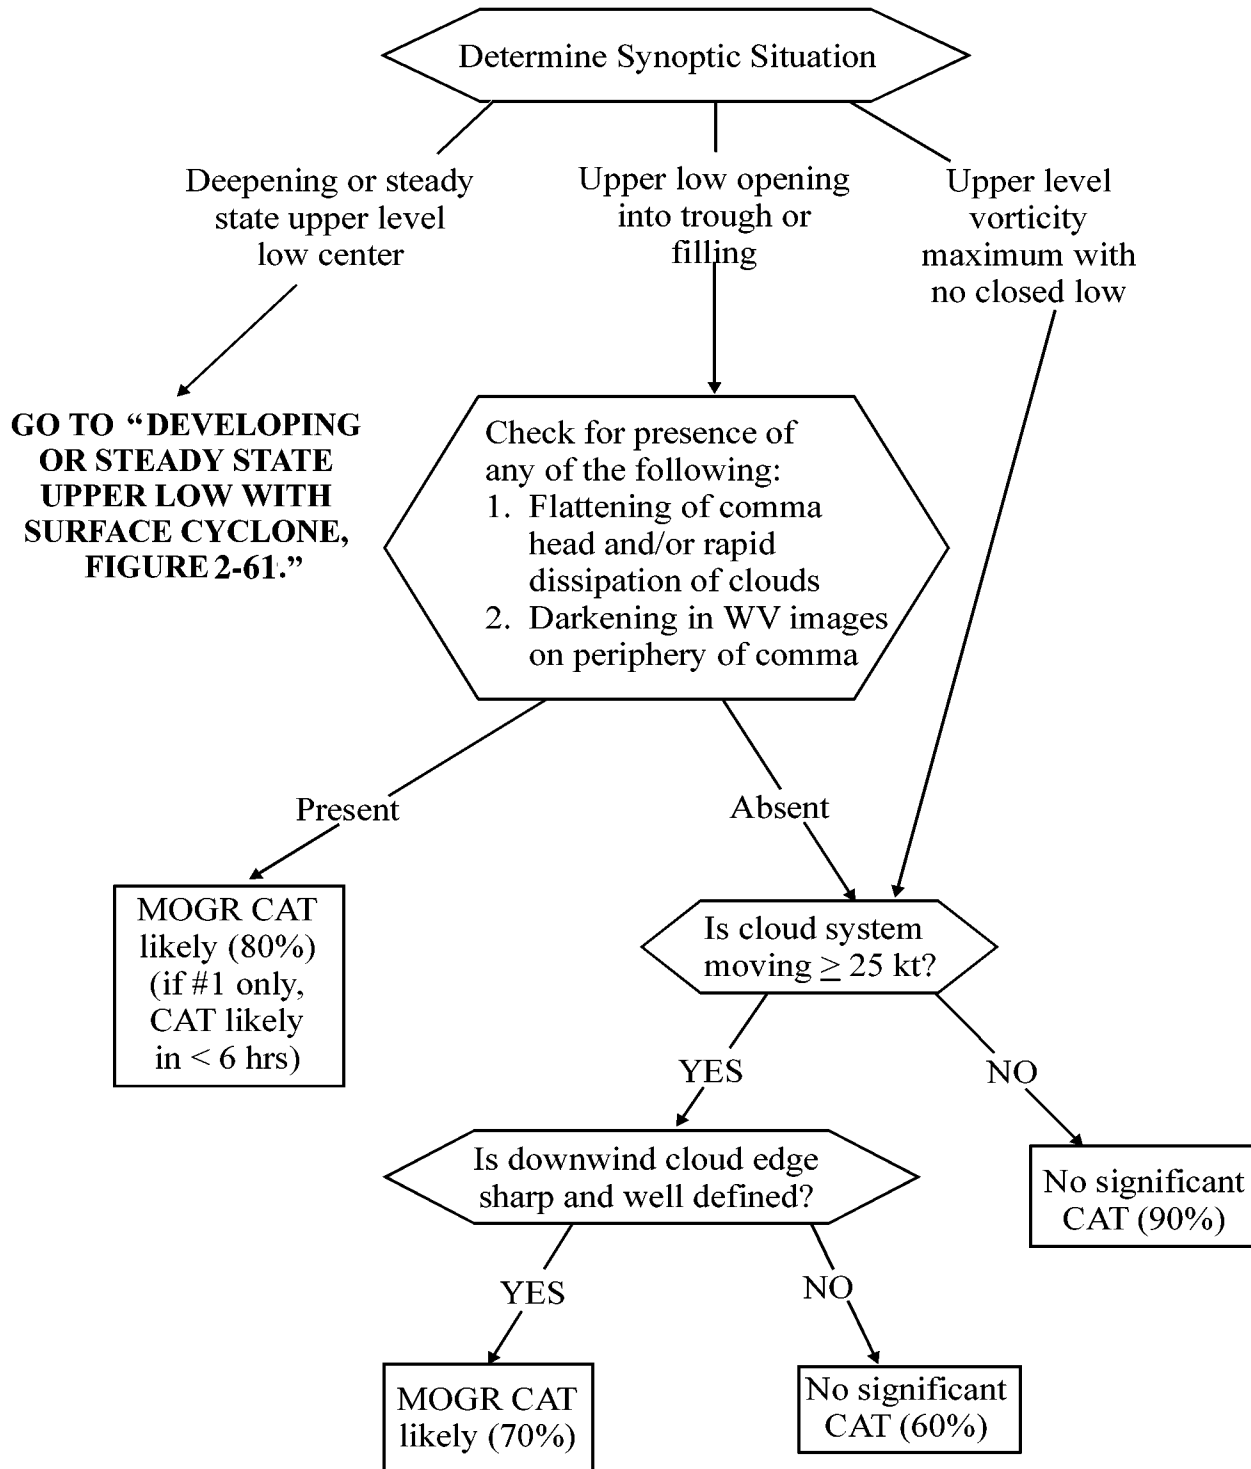 Determine Synoptic Situation
Deepening or steady
state upper level
low center
Upper low opening
into trough or
filling
Upper level
vorticity
maximum with
no closed low
GO TO “DEVELOPING
OR STEADY STATE
UPPER LOW WITH
SURFACE CYCLONE,
FIGURE 2-61.”
Check for presence of
any of the following:
1. Flattening of comma
head and/or rapid
dissipation of clouds
2. Darkening in WV images
on periphery of comma
Present
Absent
MOGR CAT
likely (80%)
(if #1 only,
CAT likely
in < 6 hrs)
Is cloud system
moving ≥ 25 kt?
YES
NO
Is downwind cloud edge
sharp and well defined?
No significant
CAT (90%)
YES
NO
MOGR CAT
likely (70%)
No significant
CAT (60%)